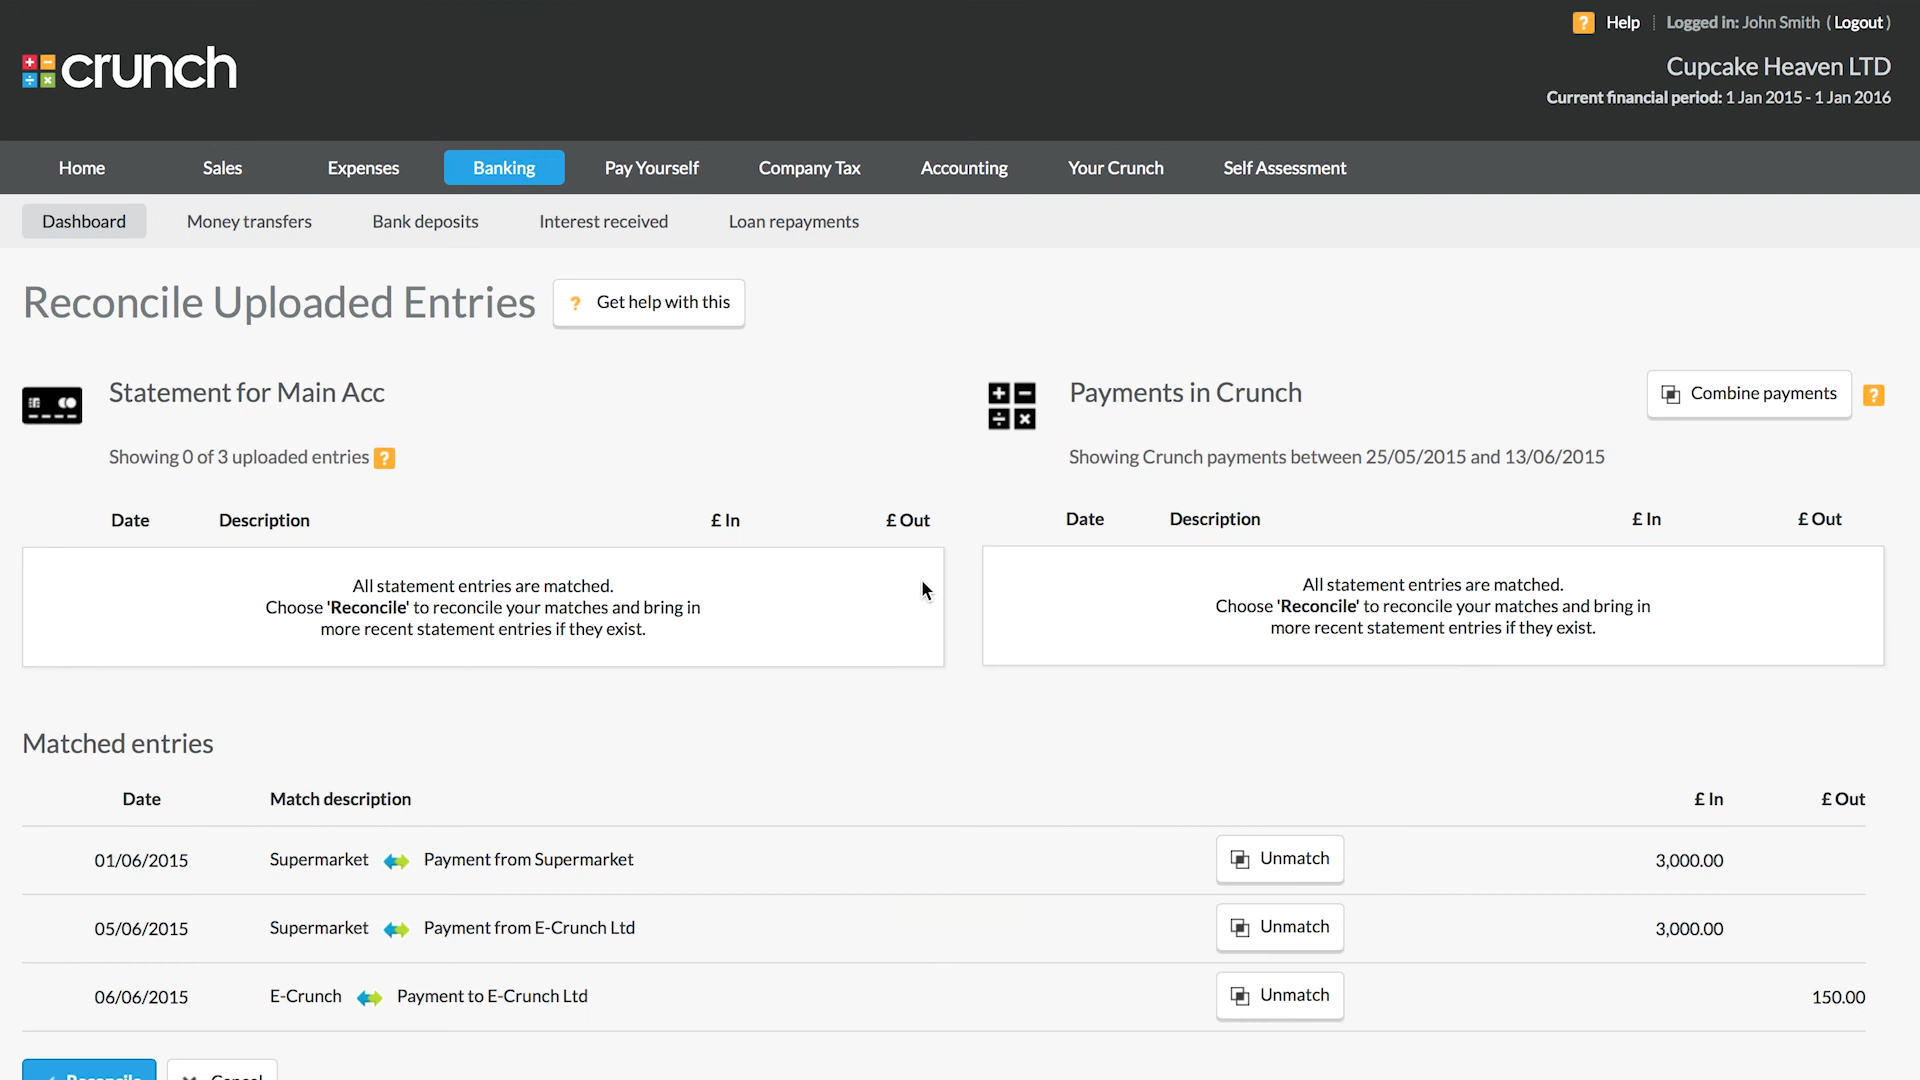 ? Help Logged in: John Smith ( Logout )
crunch
Cupcake Heaven LTD
Current financial period: 1 Jan 2015 - 1 Jan 2016
Home Sales Expenses Banking Pay Yourself Company Tax Accounting Your Crunch Self Assessment
Dashboard Money transfers Bank deposits Interest received Loan repayments
Reconcile Uploaded Entries ? Get help with this
Statement for Main Acc
Showing 0 of 3 uploaded entries ?
Date Description £ In £ Out
All statement entries are matched.
Choose 'Reconcile' to reconcile your matches and bring in
more recent statement entries if they exist.
Payments in Crunch Combine payments ?
Showing Crunch payments between 25/05/2015 and 13/06/2015
Date Description £ In £ Out
All statement entries are matched.
Choose 'Reconcile' to reconcile your matches and bring in
more recent statement entries if they exist.
Matched entries
Date Match description £ In £ Out
01/06/2015 Supermarket Payment from Supermarket Unmatch 3,000.00
05/06/2015 Supermarket Payment from E-Crunch Ltd Unmatch 3,000.00
06/06/2015 E-Crunch Payment to E-Crunch Ltd Unmatch 150.00
Reconcile Cancel